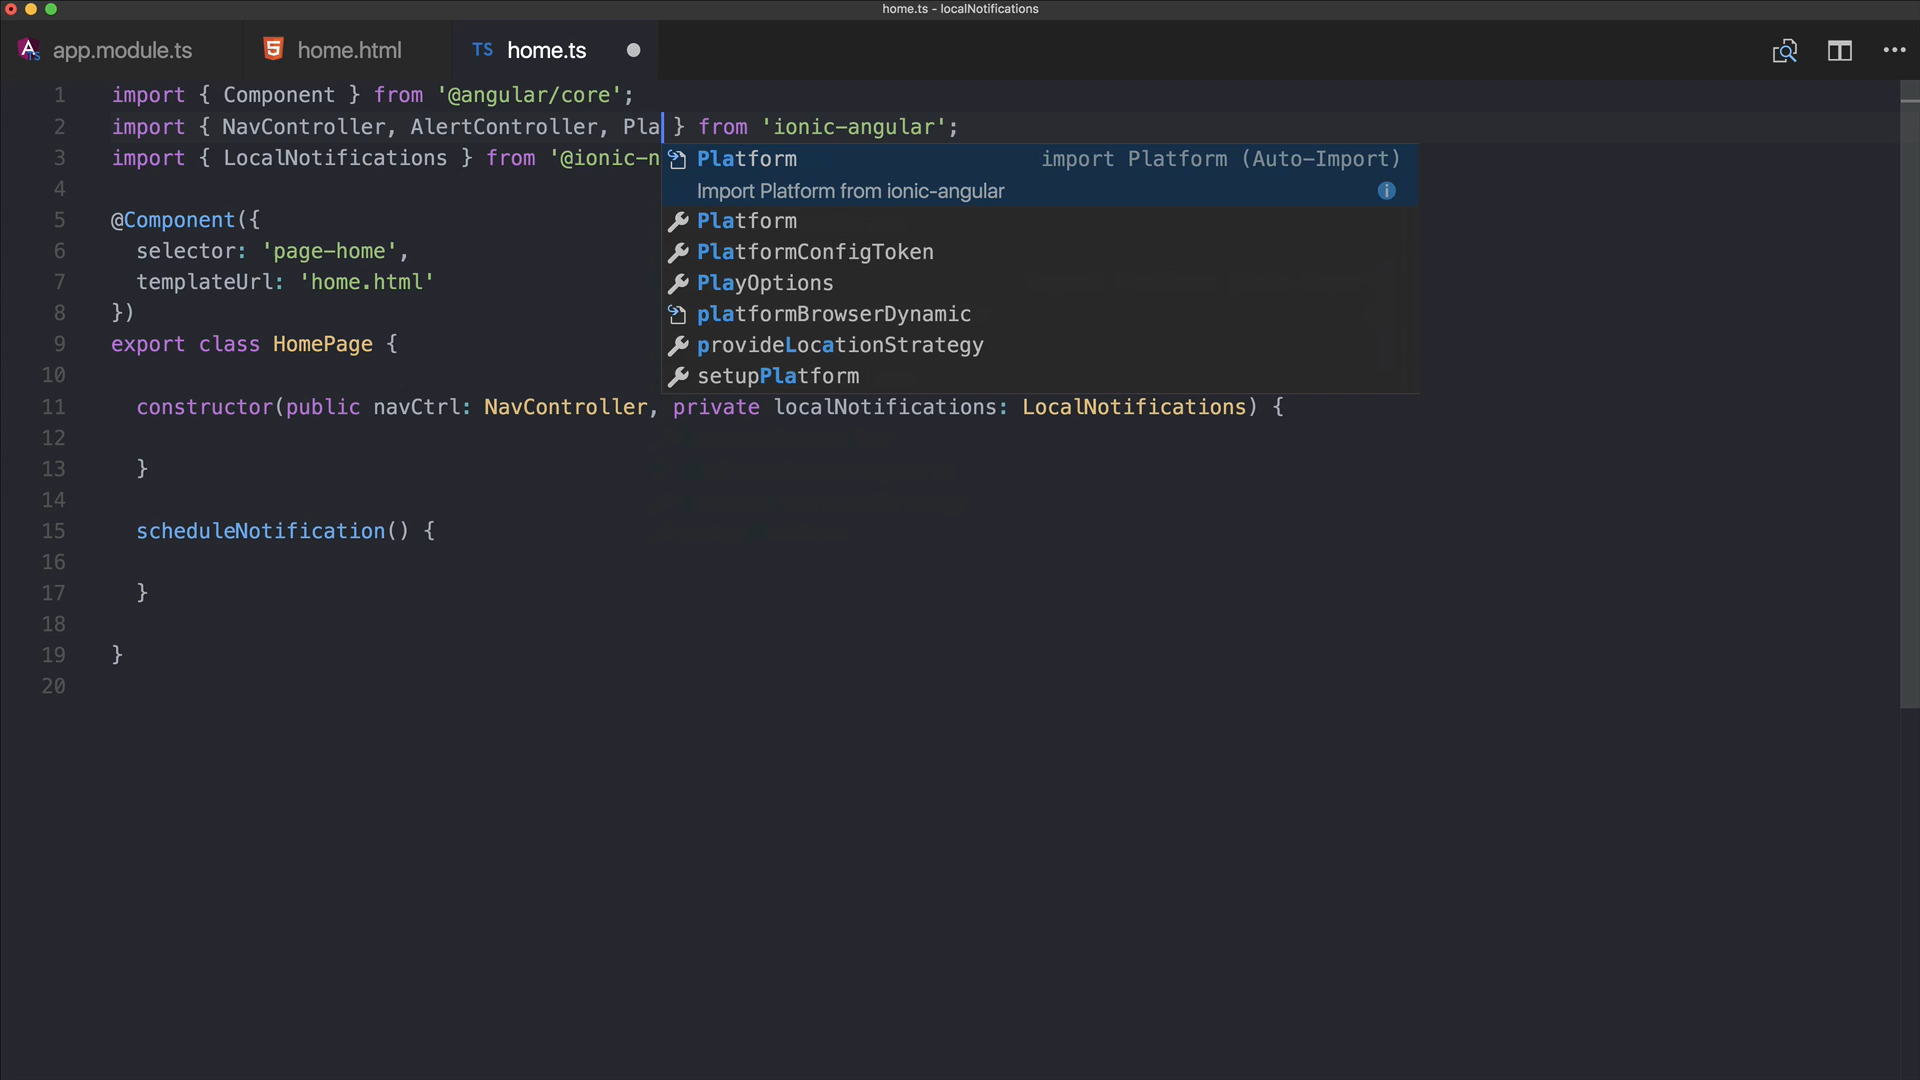 home.ts - localNotifications
app.module.ts home.html TS home.ts
1 import { Component } from '@angular/core';
2 import { NavController, AlertController, Pla } from 'ionic-angular';
3 import { LocalNotifications } from '@ionic-n
Platform import Platform (Auto-Import)
Import Platform from ionic-angular
Platform
PlatformConfigToken
PlayOptions
platformBrowserDynamic
provideLocationStrategy
setupPlatform
4
5 @Component({
6 selector: 'page-home',
7 templateUrl: 'home.html'
8 })
9 export class HomePage {
10
11 constructor(public navCtrl: NavController, private localNotifications: LocalNotifications) {
12
13 }
14
15 scheduleNotification() {
16
17 }
18
19 }
20